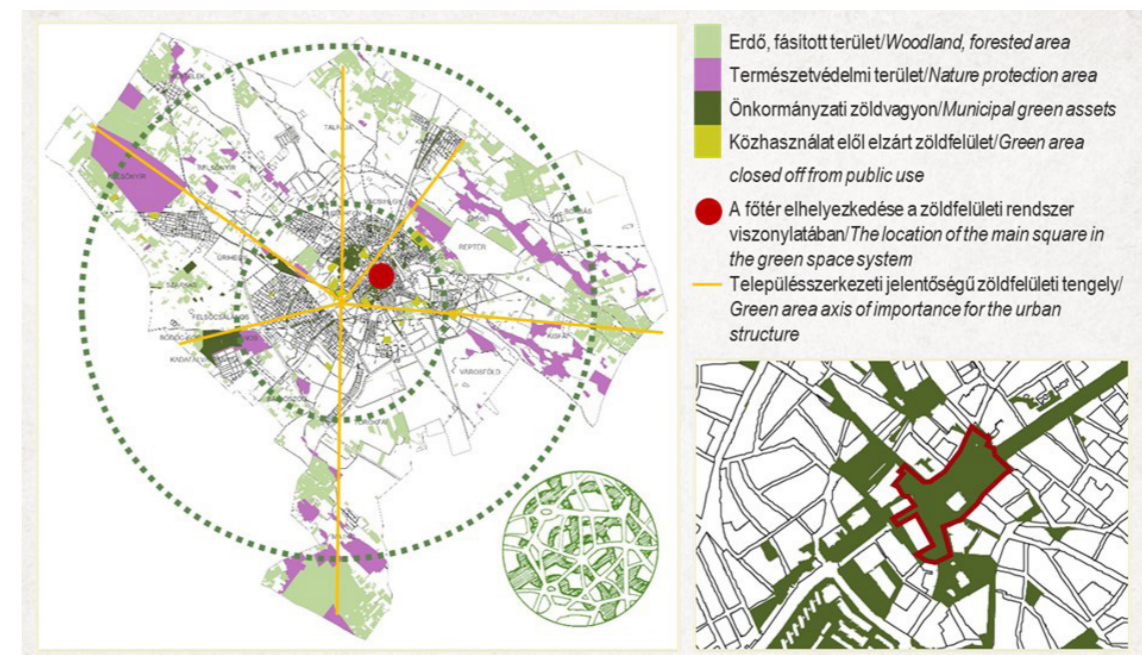 Erdő, fásított terület/Woodland, forested area
Természetvédelmi terület/Nature protection area
Önkormányzati zöldvagyon/Municipal green assets
Közhasználat elől elzárt zöldfelület/Green area
closed off from public use
A főtér elhelyezkedése a zöldfelületi rendszer
viszonylatában/The location of the main square in
the green space system
Településszerkezeti jelentőségű zöldfelületi tengely/
Green area axis of importance for the urban
structure
REPTÉR
VÁROSFÖLD